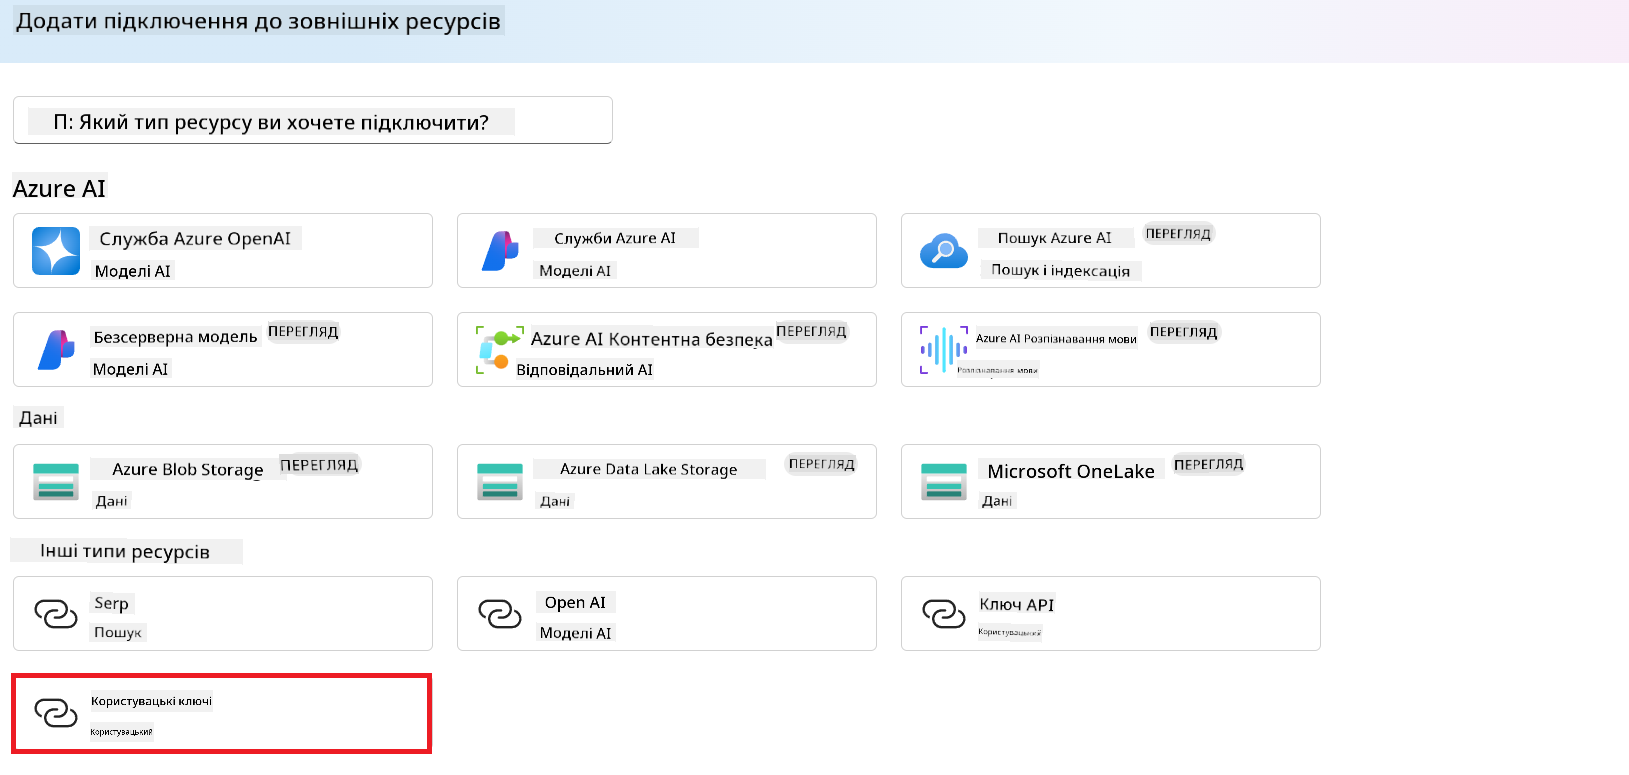 Додати підключення до зовнішніх ресурсів
П: Який тип ресурсу ви хочете підключити?
Azure AI
Служба Azure OpenAI
Моделі AI
Служби Azure AI
Моделі AI
Пошук Azure AI ПЕРЕГЛЯД
Пошук і індексація
Безсерверна модель ПЕРЕГЛЯД
Моделі AI
Azure AI Контентна безпека ПЕРЕГЛЯД
Відповідальний AI
Azure AI Розпізнавання мови ПЕРЕГЛЯД
Розпізнавання мови
Дані
Azure Blob Storage ПЕРЕГЛЯД
Дані
Azure Data Lake Storage ПЕРЕГЛЯД
Дані
Microsoft OneLake ПЕРЕГЛЯД
Дані
Інші типи ресурсів
Serp
Пошук
Open AI
Моделі AI
Ключ API
Користувацький
Користувацькі ключі
Користувацький